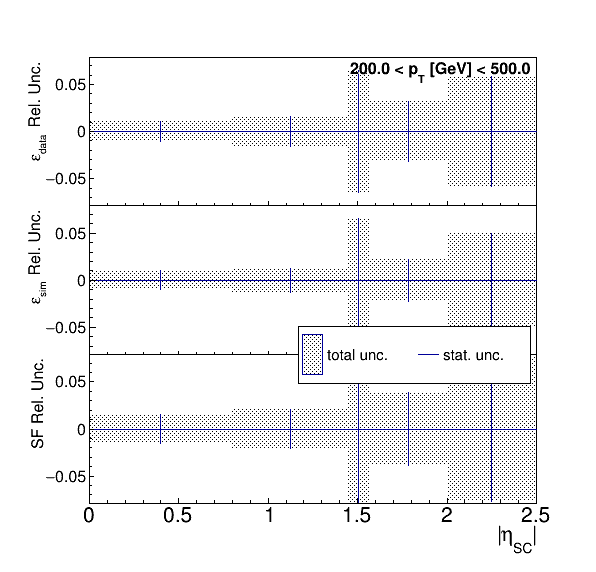 200.0 < p_T [GeV] < 500.0
ε_data Rel. Unc.
0.05
0
−0.05
ε_sim Rel. Unc.
0.05
0
−0.05
total unc.
stat. unc.
SF Rel. Unc.
0.05
0
−0.05
0 0.5 1 1.5 2 2.5
|η_SC|